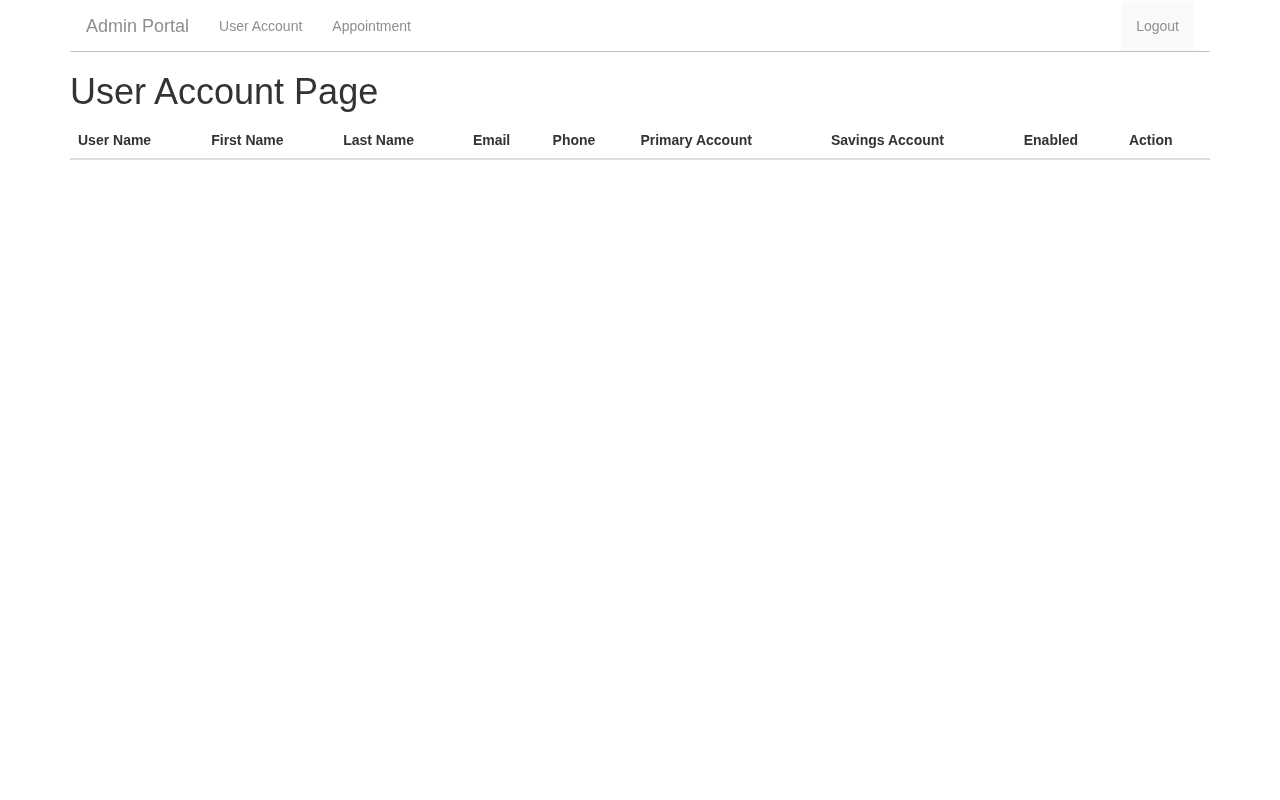 Admin Portal User Account Appointment Logout
User Account Page
User Name First Name Last Name Email Phone Primary Account Savings Account Enabled Action